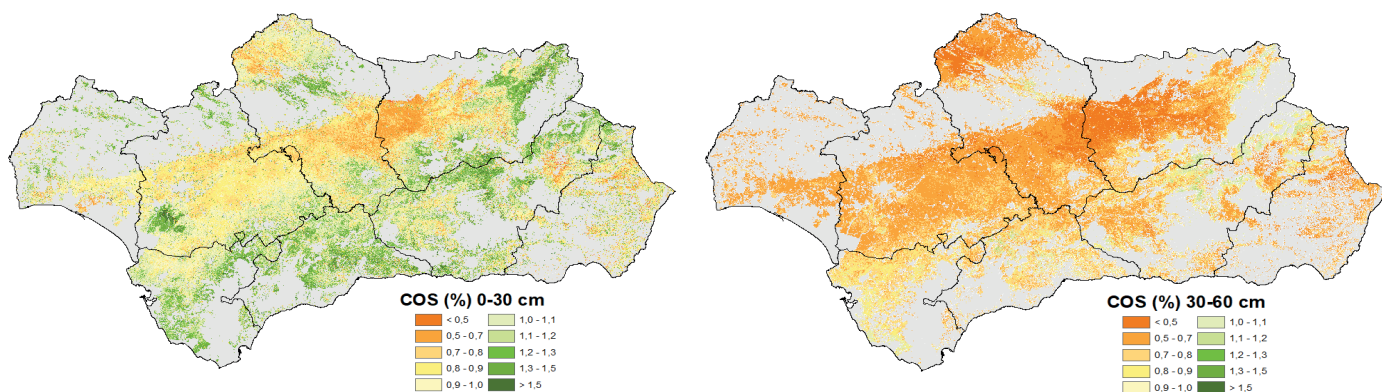 COS (%) 0-30 cm
< 0,5 1,0 - 1,1
0,5 - 0,7 1,1 - 1,2
0,7 - 0,8 1,2 - 1,3
0,8 - 0,9 1,3 - 1,5
0,9 - 1,0 > 1,5
COS (%) 30-60 cm
< 0,5 1,0 - 1,1
0,5 - 0,7 1,1 - 1,2
0,7 - 0,8 1,2 - 1,3
0,8 - 0,9 1,3 - 1,5
0,9 - 1,0 > 1,5